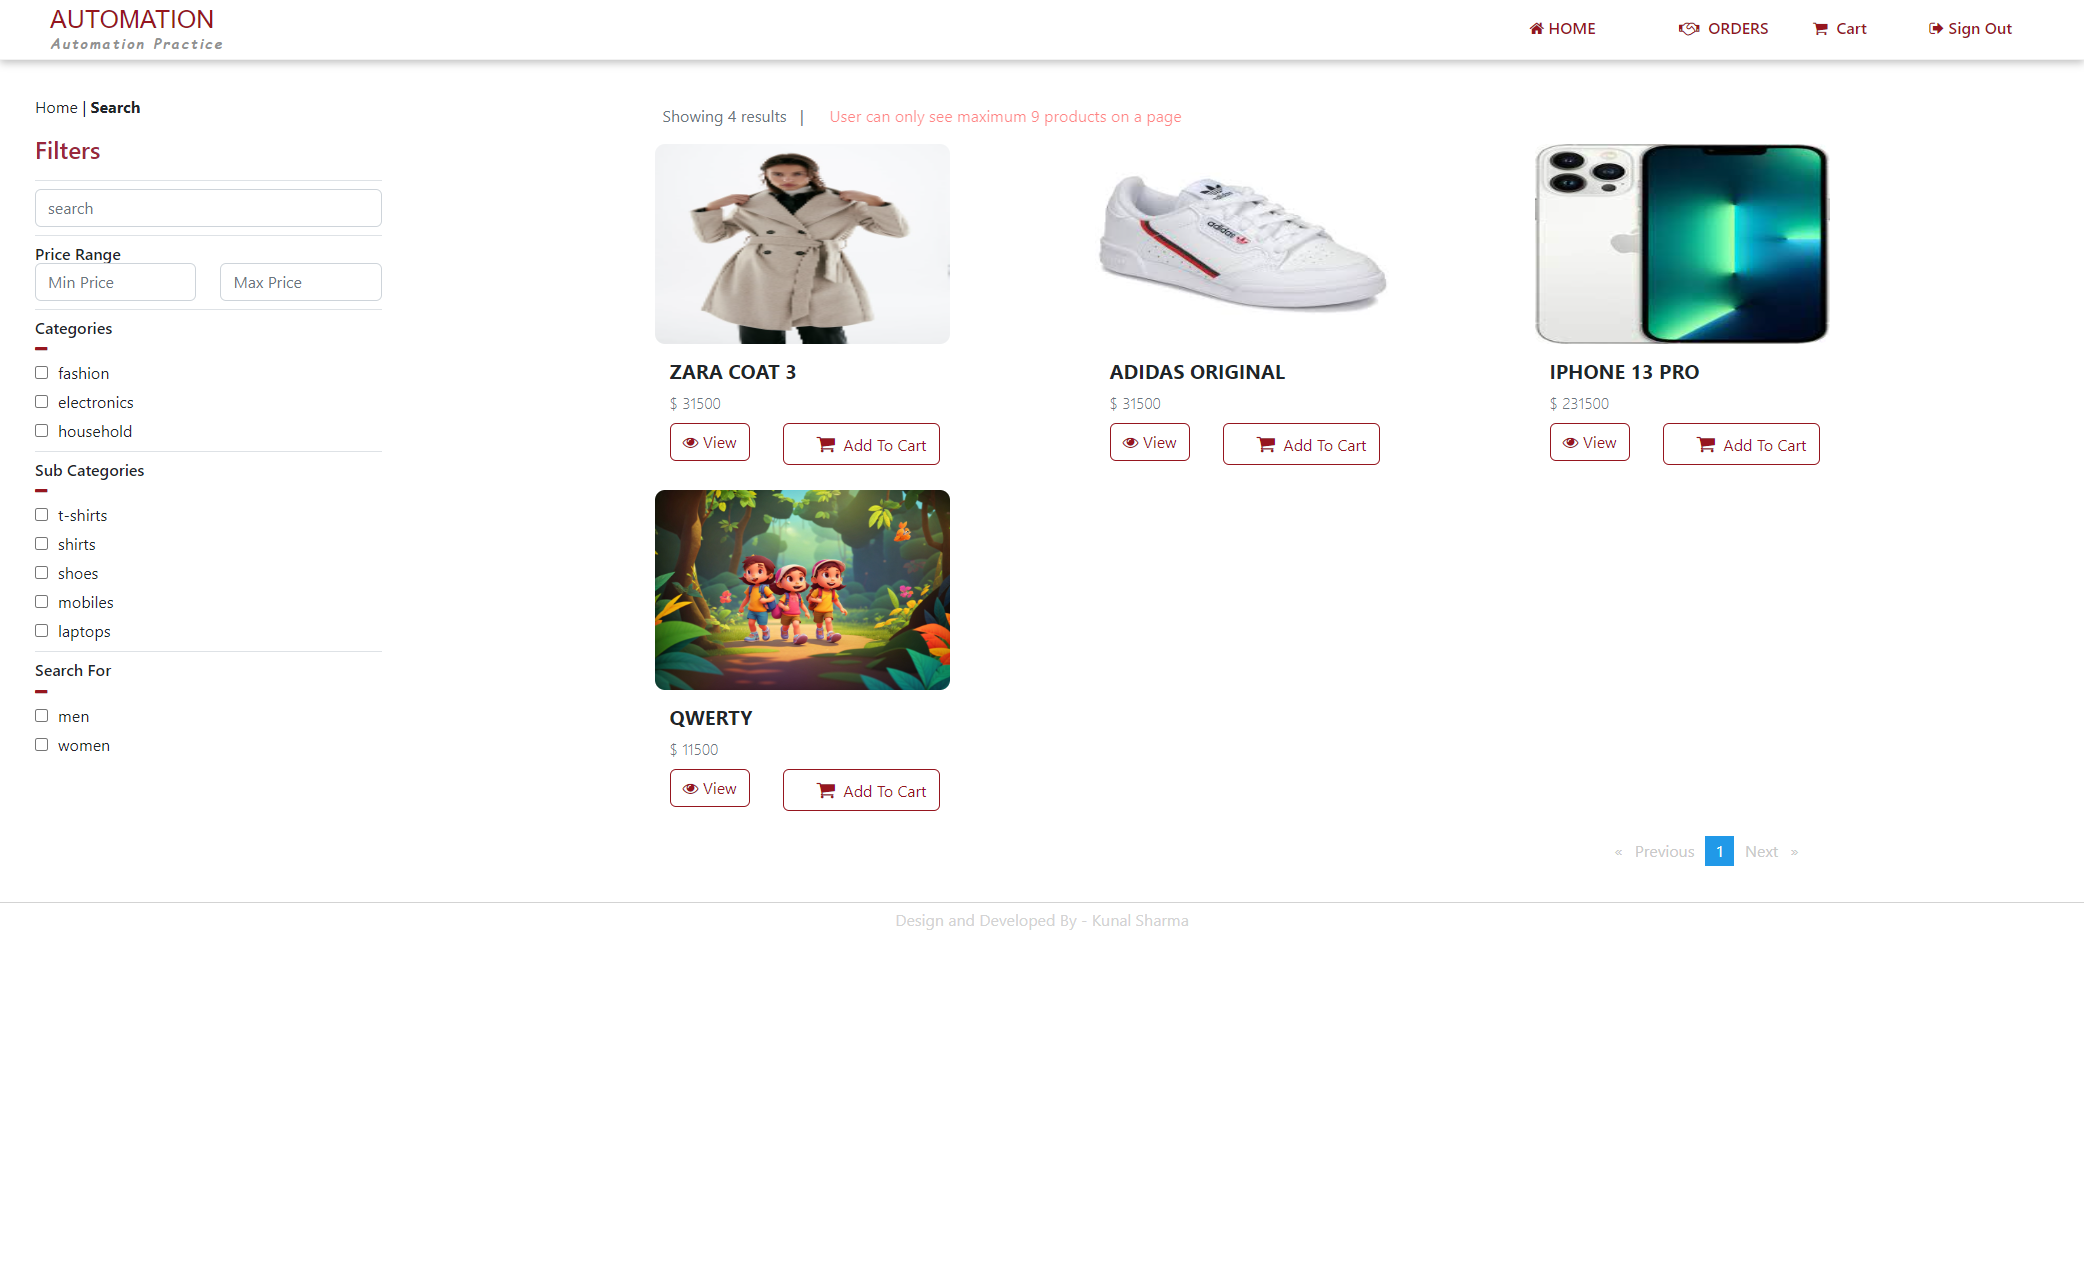 AUTOMATION
Automation Practice
HOME
ORDERS
Cart
Sign Out
Home | Search
Filters
search
Price Range
Min Price
Max Price
Categories
fashion
electronics
household
Sub Categories
t-shirts
shirts
shoes
mobiles
laptops
Search For
men
women
Showing 4 results |
User can only see maximum 9 products on a page
ZARA COAT 3
$ 31500
View
Add To Cart
adidas
adidas
ADIDAS ORIGINAL
$ 31500
View
Add To Cart
IPHONE 13 PRO
$ 231500
View
Add To Cart
QWERTY
$ 11500
View
Add To Cart
« Previous 1 Next »
Design and Developed By - Kunal Sharma